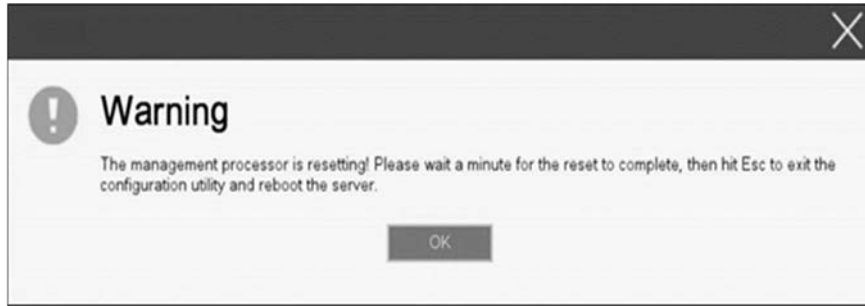 Warning
The management processor is resetting! Please wait a minute for the reset to complete, then hit Esc to exit the
configuration utility and reboot the server.
OK